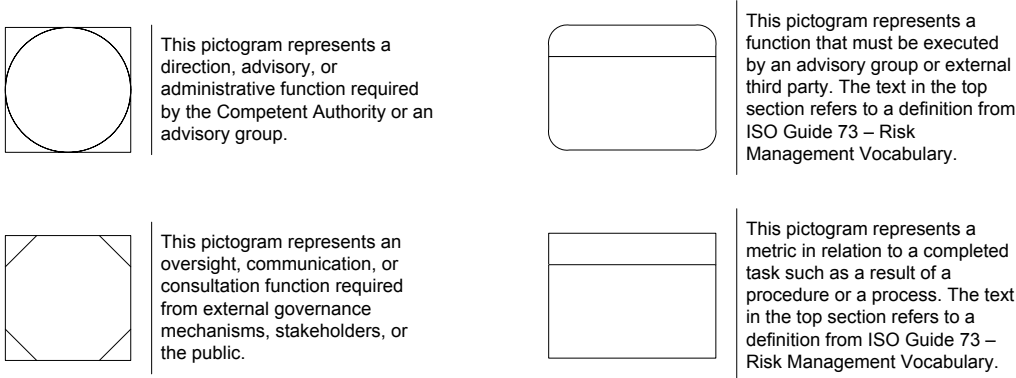 This pictogram represents a
direction, advisory, or
administrative function required
by the Competent Authority or an
advisory group.
This pictogram represents a
function that must be executed
by an advisory group or external
third party. The text in the top
section refers to a definition from
ISO Guide 73 – Risk
Management Vocabulary.
This pictogram represents an
oversight, communication, or
consultation function required
from external governance
mechanisms, stakeholders, or
the public.
This pictogram represents a
metric in relation to a completed
task such as a result of a
procedure or a process. The text
in the top section refers to a
definition from ISO Guide 73 –
Risk Management Vocabulary.